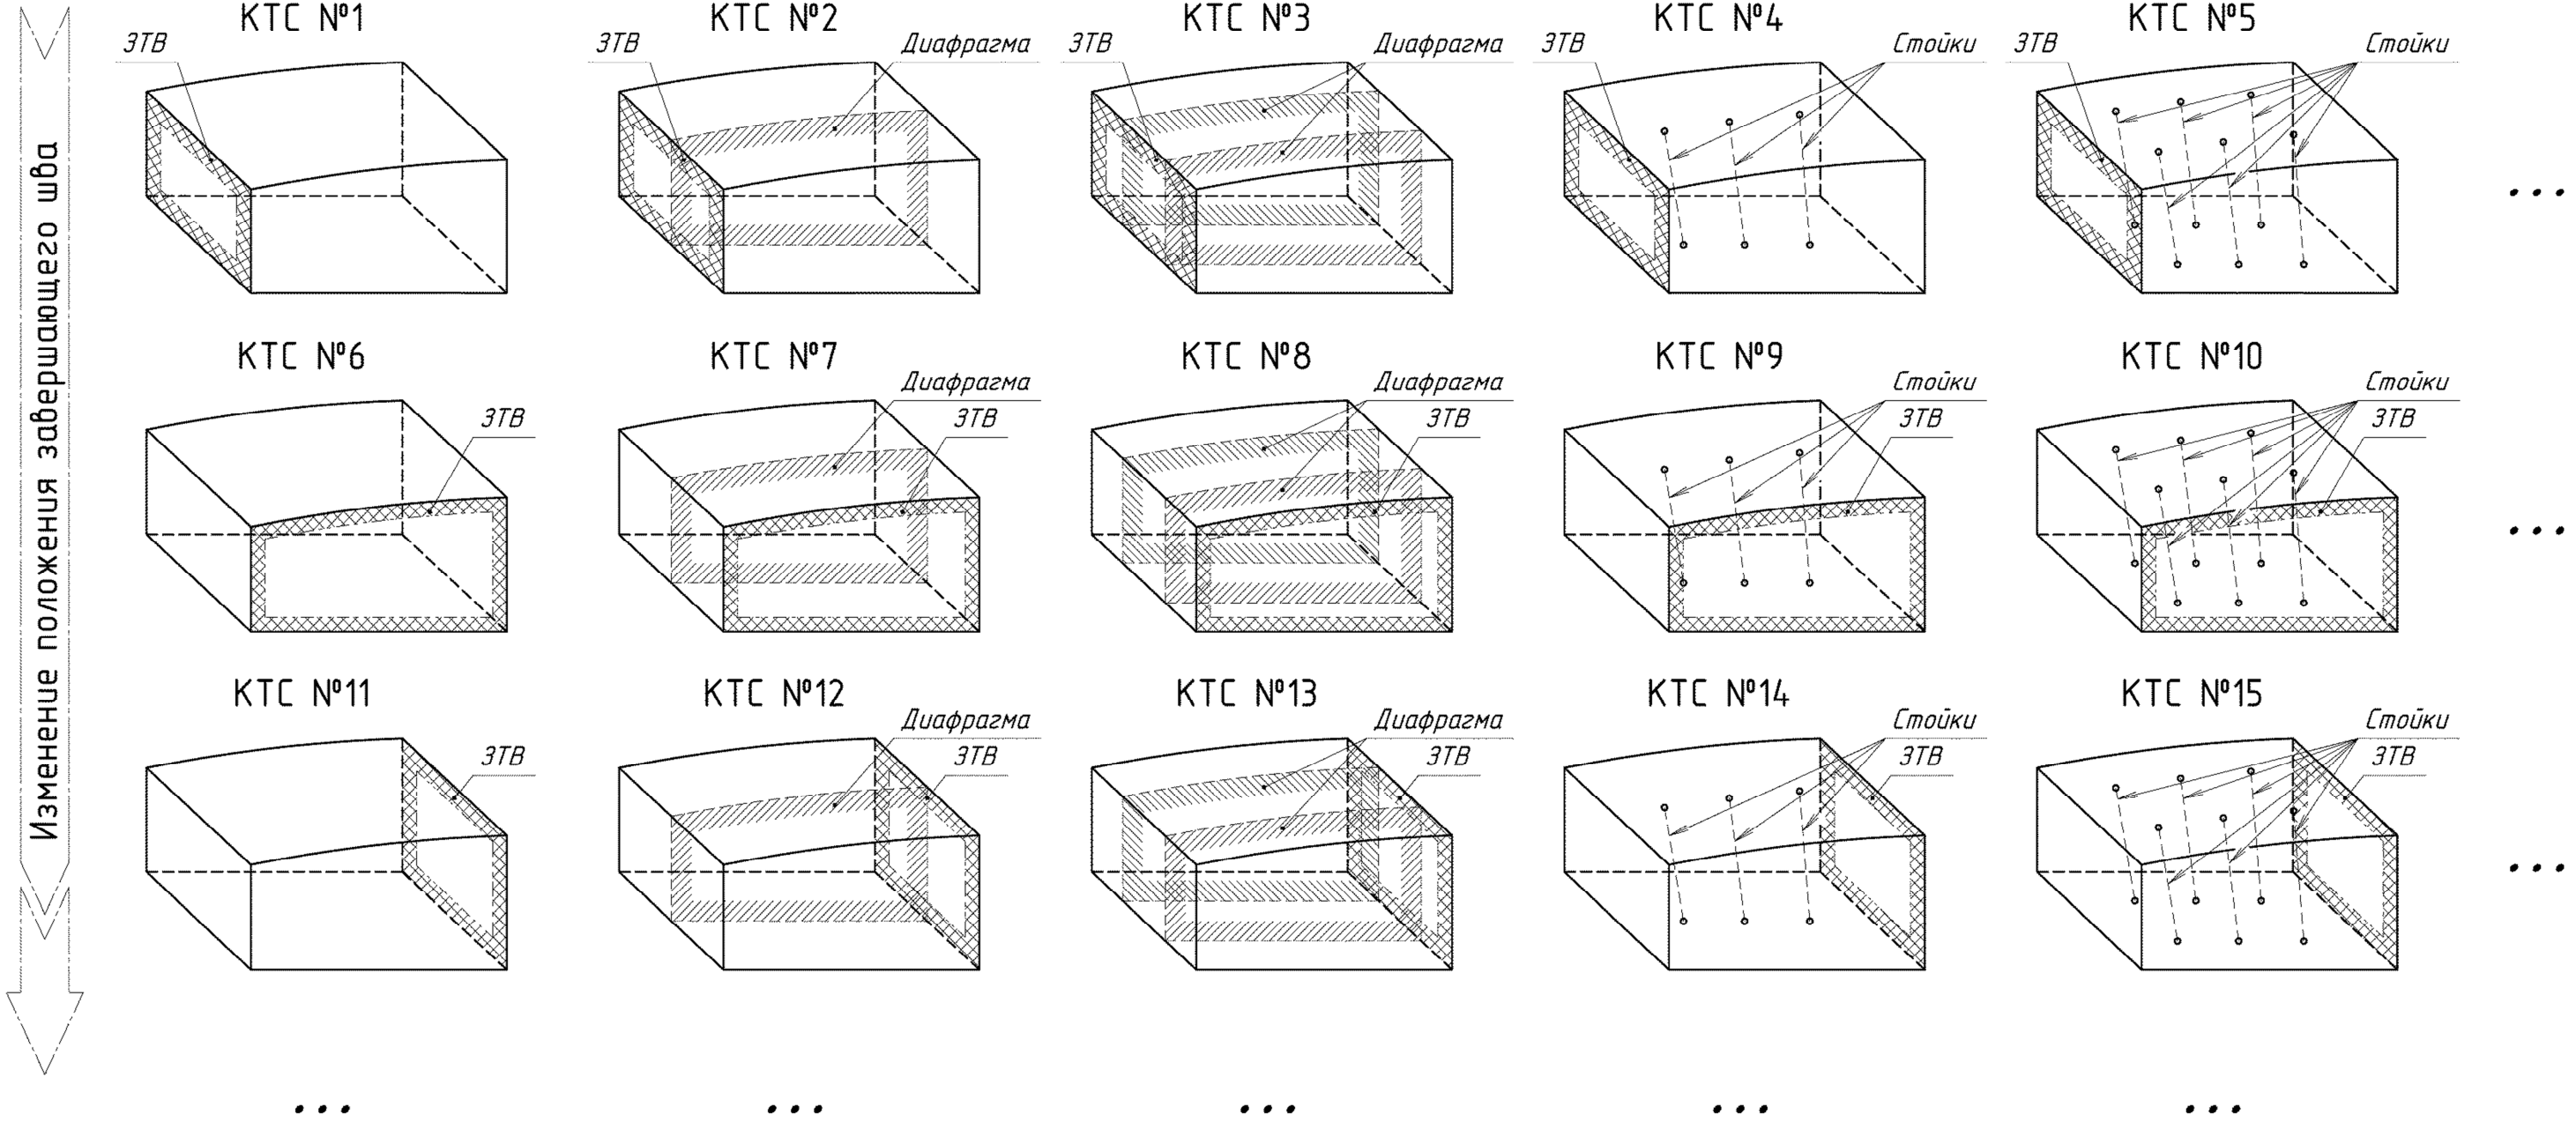 Изменение положения завершающего шва
КТС №1
ЗТВ
КТС №2
ЗТВ
Диафрагма
КТС №3
ЗТВ
Диафрагма
КТС №4
ЗТВ
Стойки
КТС №5
ЗТВ
Стойки
...
КТС №6
ЗТВ
КТС №7
Диафрагма
ЗТВ
КТС №8
Диафрагма
ЗТВ
КТС №9
Стойки
ЗТВ
КТС №10
Стойки
ЗТВ
...
КТС №11
ЗТВ
КТС №12
Диафрагма
ЗТВ
КТС №13
Диафрагма
ЗТВ
КТС №14
Стойки
ЗТВ
КТС №15
Стойки
ЗТВ
...
... ... ... ... ...